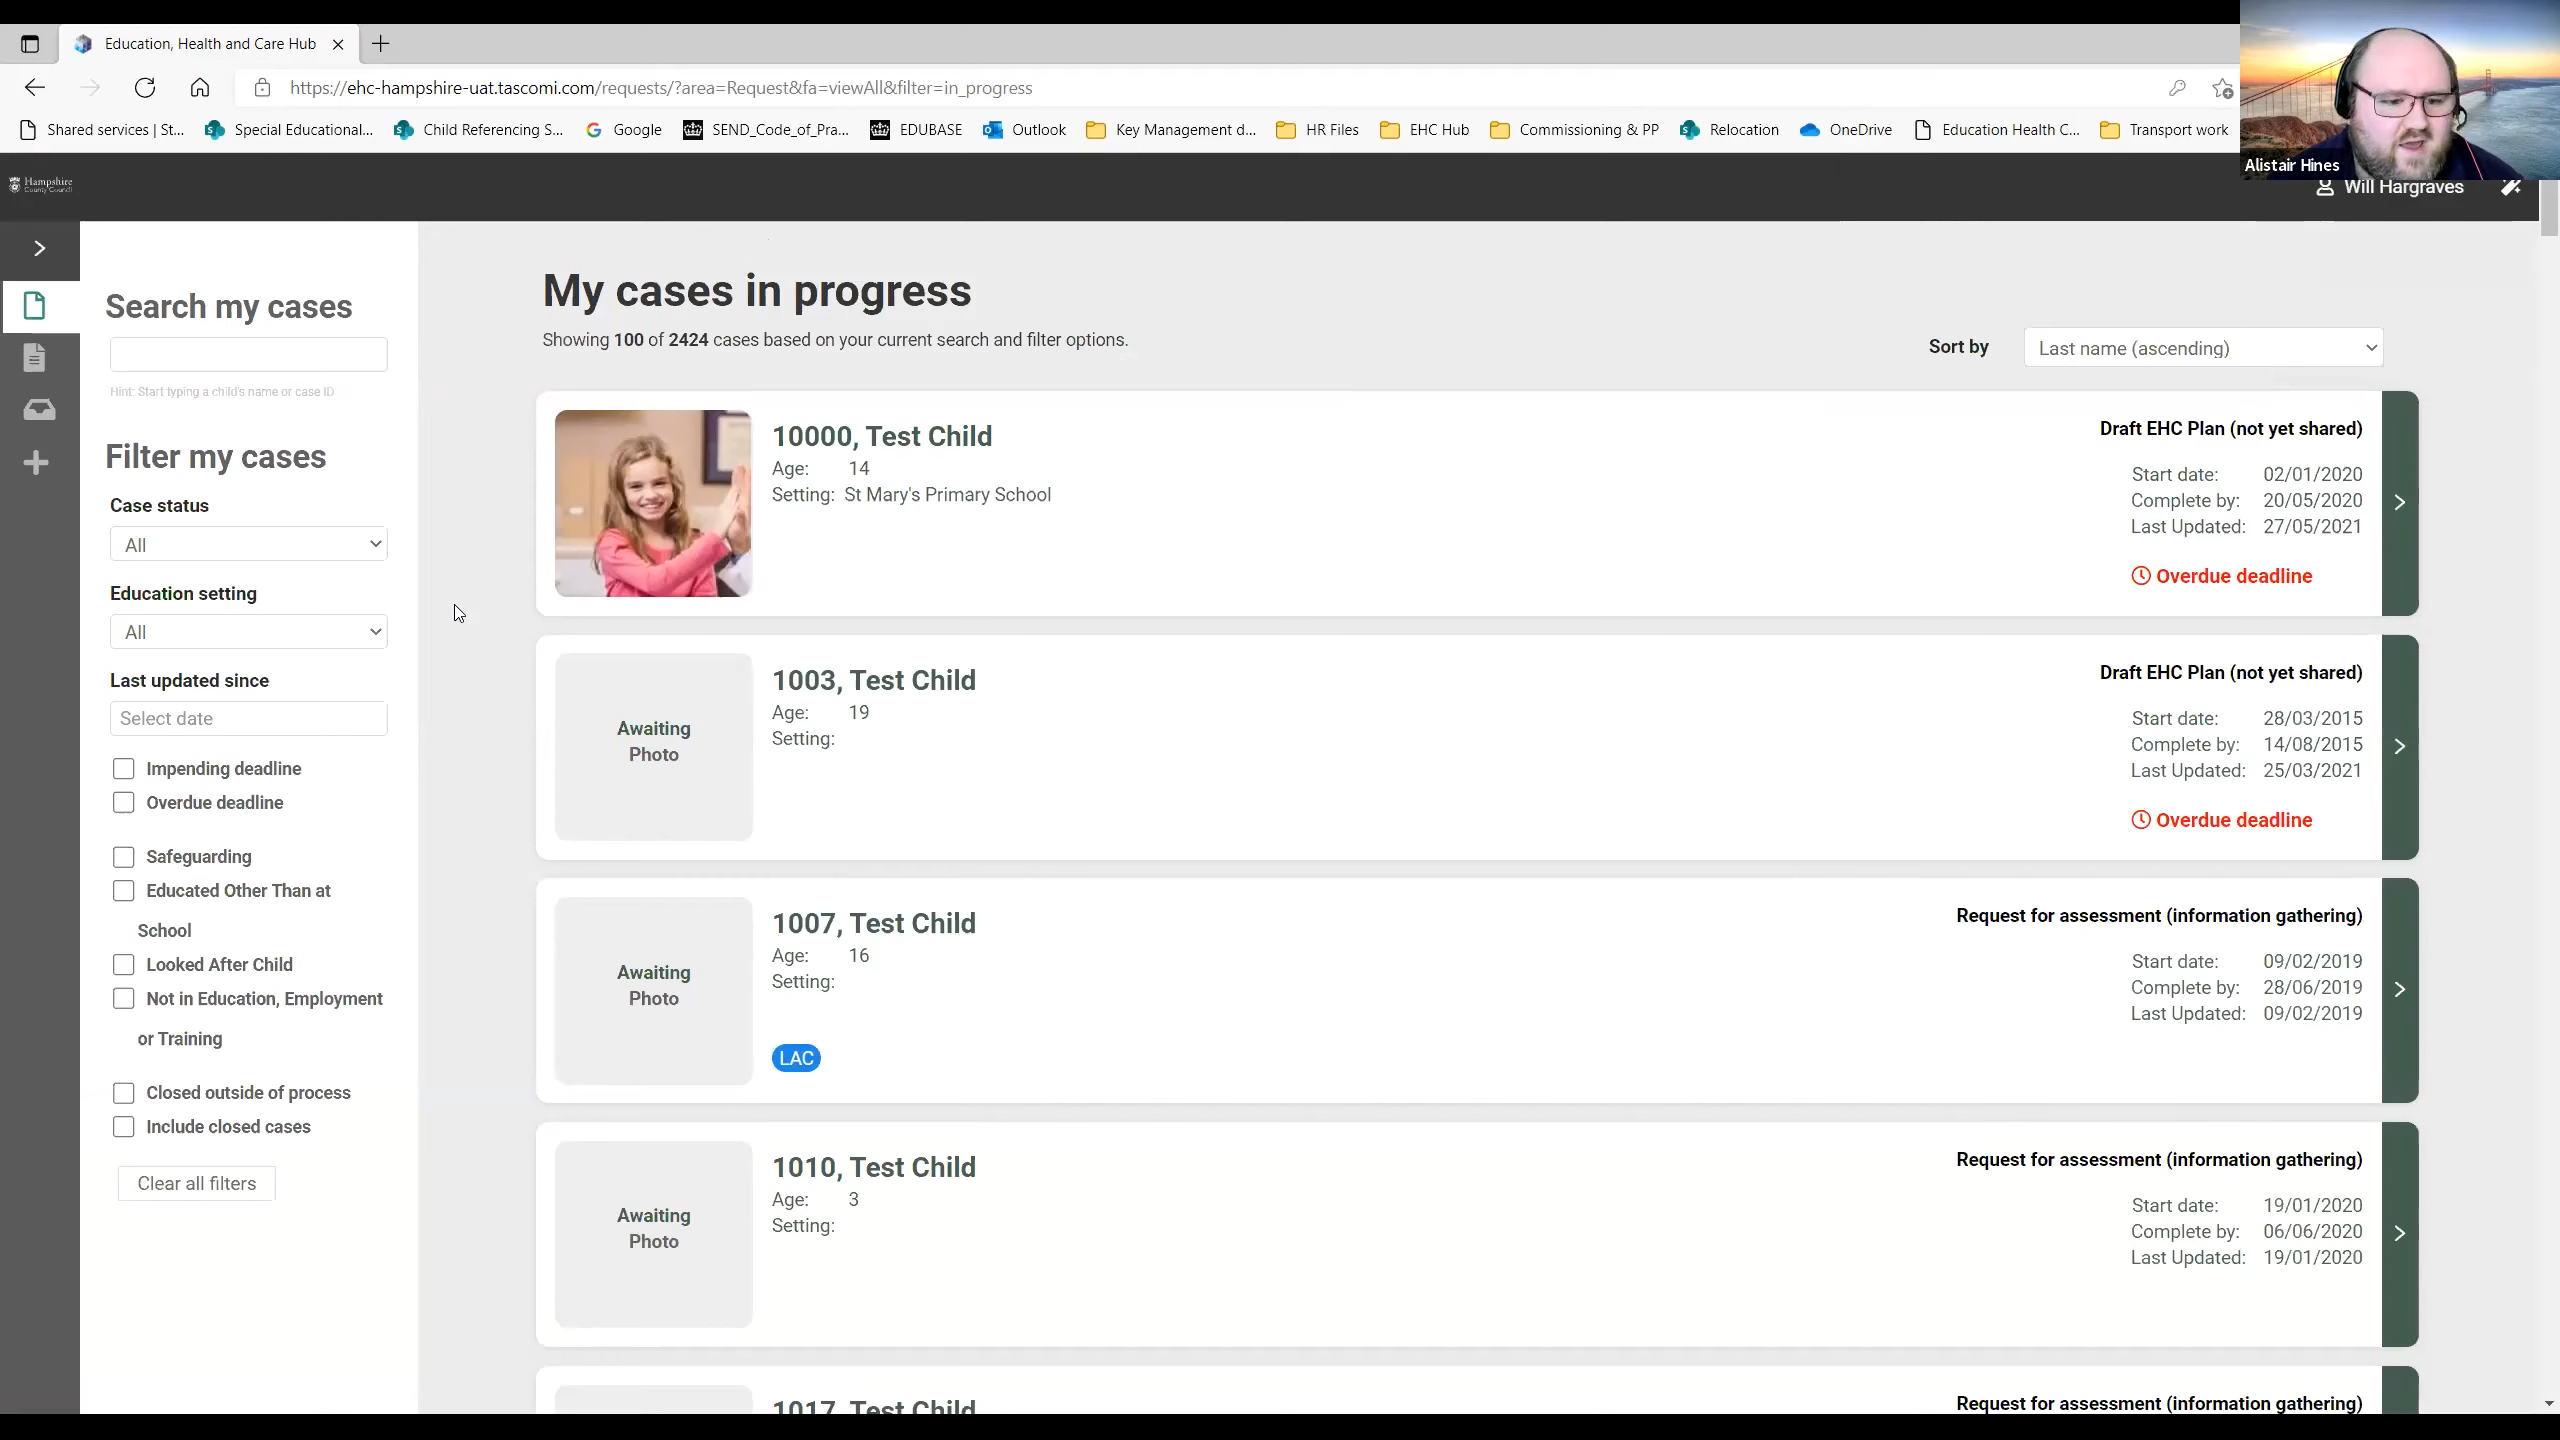 Education, Health and Care Hub
https://ehc-hampshire-uat.tascomi.com/requests/?area=Request&fa=viewAll&filter=in_progress
Shared services | St...
Special Educational...
Child Referencing S...
Google
SEND_Code_of_Pra...
EDUBASE
Outlook
Key Management d...
HR Files
EHC Hub
Commissioning & PP
Relocation
OneDrive
Education Health C...
Transport work
Alistair Hines
Hampshire
County Council
Will Hargraves
Search my cases
Hint: Start typing a child's name or case ID
Filter my cases
Case status
All
Education setting
All
Last updated since
Select date
Impending deadline
Overdue deadline
Safeguarding
Educated Other Than at
School
Looked After Child
Not in Education, Employment
or Training
Closed outside of process
Include closed cases
Clear all filters
My cases in progress
Showing 100 of 2424 cases based on your current search and filter options.
Sort by
Last name (ascending)
10000, Test Child
Age: 14
Setting: St Mary's Primary School
Draft EHC Plan (not yet shared)
Start date: 02/01/2020
Complete by: 20/05/2020
Last Updated: 27/05/2021
Overdue deadline
Awaiting
Photo
1003, Test Child
Age: 19
Setting:
Draft EHC Plan (not yet shared)
Start date: 28/03/2015
Complete by: 14/08/2015
Last Updated: 25/03/2021
Overdue deadline
Awaiting
Photo
1007, Test Child
Age: 16
Setting:
LAC
Request for assessment (information gathering)
Start date: 09/02/2019
Complete by: 28/06/2019
Last Updated: 09/02/2019
Awaiting
Photo
1010, Test Child
Age: 3
Setting:
Request for assessment (information gathering)
Start date: 19/01/2020
Complete by: 06/06/2020
Last Updated: 19/01/2020
1017, Test Child
Request for assessment (information gathering)